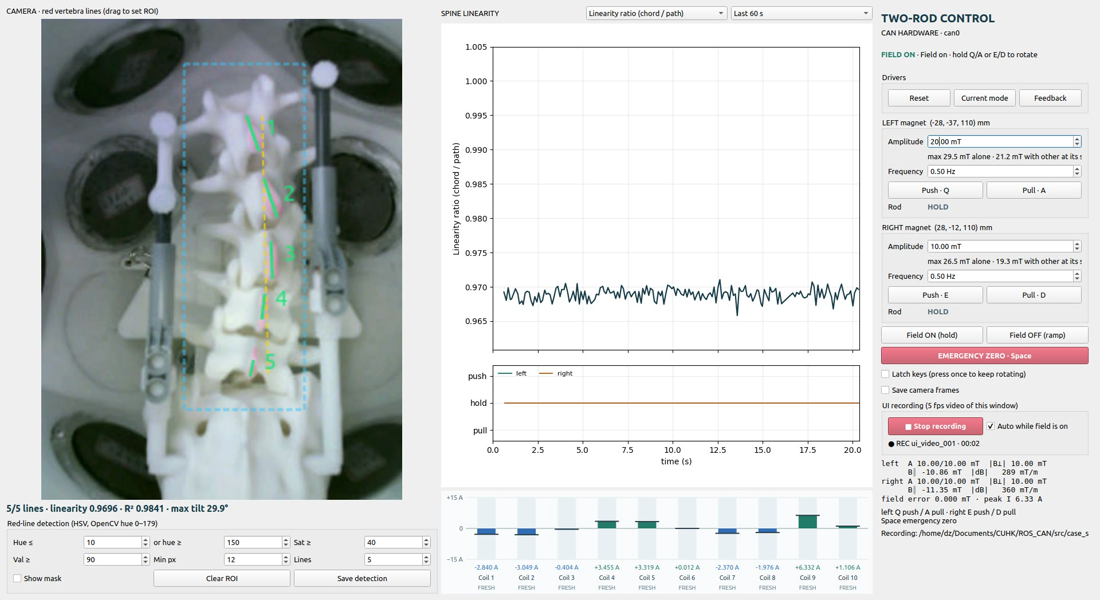 CAMERA · red vertebra lines (drag to set ROI)
1
2
3
4
5
5/5 lines · linearity 0.9696 · R² 0.9841 · max tilt 29.9°
Red-line detection (HSV, OpenCV hue 0–179)
Hue ≤ 10 or hue ≥ 150 Sat ≥ 40
Val ≥ 90 Min px 12 Lines 5
Show mask Clear ROI Save detection
SPINE LINEARITY Linearity ratio (chord / path) Last 60 s
Linearity ratio (chord / path)
1.005
1.000
0.995
0.990
0.985
0.980
0.975
0.970
0.965
left right
push
hold
pull
0.0 2.5 5.0 7.5 10.0 12.5 15.0 17.5 20.0
time (s)
+15 A
0
−15 A
-2.840 A -3.049 A -0.404 A +3.455 A +3.319 A +0.012 A -2.370 A -1.976 A +6.332 A +1.106 A
Coil 1 Coil 2 Coil 3 Coil 4 Coil 5 Coil 6 Coil 7 Coil 8 Coil 9 Coil 10
FRESH FRESH FRESH FRESH FRESH FRESH FRESH FRESH FRESH FRESH
TWO-ROD CONTROL
CAN HARDWARE · can0
FIELD ON · Field on · hold Q/A or E/D to rotate
Drivers
Reset Current mode Feedback
LEFT magnet (-28, -37, 110) mm
Amplitude 2000 mT
max 29.5 mT alone · 21.2 mT with other at its s
Frequency 0.50 Hz
Push · Q Pull · A
Rod HOLD
RIGHT magnet (28, -12, 110) mm
Amplitude 10.00 mT
max 26.5 mT alone · 19.3 mT with other at its s
Frequency 0.50 Hz
Push · E Pull · D
Rod HOLD
Field ON (hold) Field OFF (ramp)
EMERGENCY ZERO · Space
Latch keys (press once to keep rotating)
Save camera frames
UI recording (5 fps video of this window)
■ Stop recording Auto while field is on
● REC ui_video_001 · 00:02
left A 10.00/10.00 mT |B⊥| 10.00 mT
B∥ -10.86 mT |dB| 289 mT/m
right A 10.00/10.00 mT |B⊥| 10.00 mT
B∥ -11.35 mT |dB| 360 mT/m
field error 0.000 mT · peak I 6.33 A
left Q push / A pull · right E push / D pull
Space emergency zero
Recording: /home/dz/Documents/CUHK/ROS_CAN/src/case_s